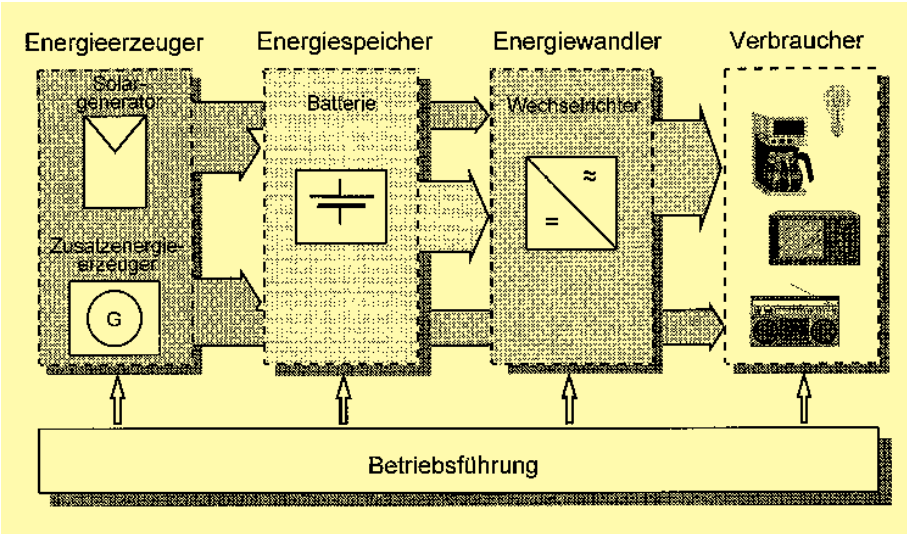 Energieerzeuger
Energiespeicher
Energiewandler
Verbraucher
Solar-
generator
Batterie
Wechselrichter
≈
=
Zusatzenergie-
erzeuger
G
Betriebsführung